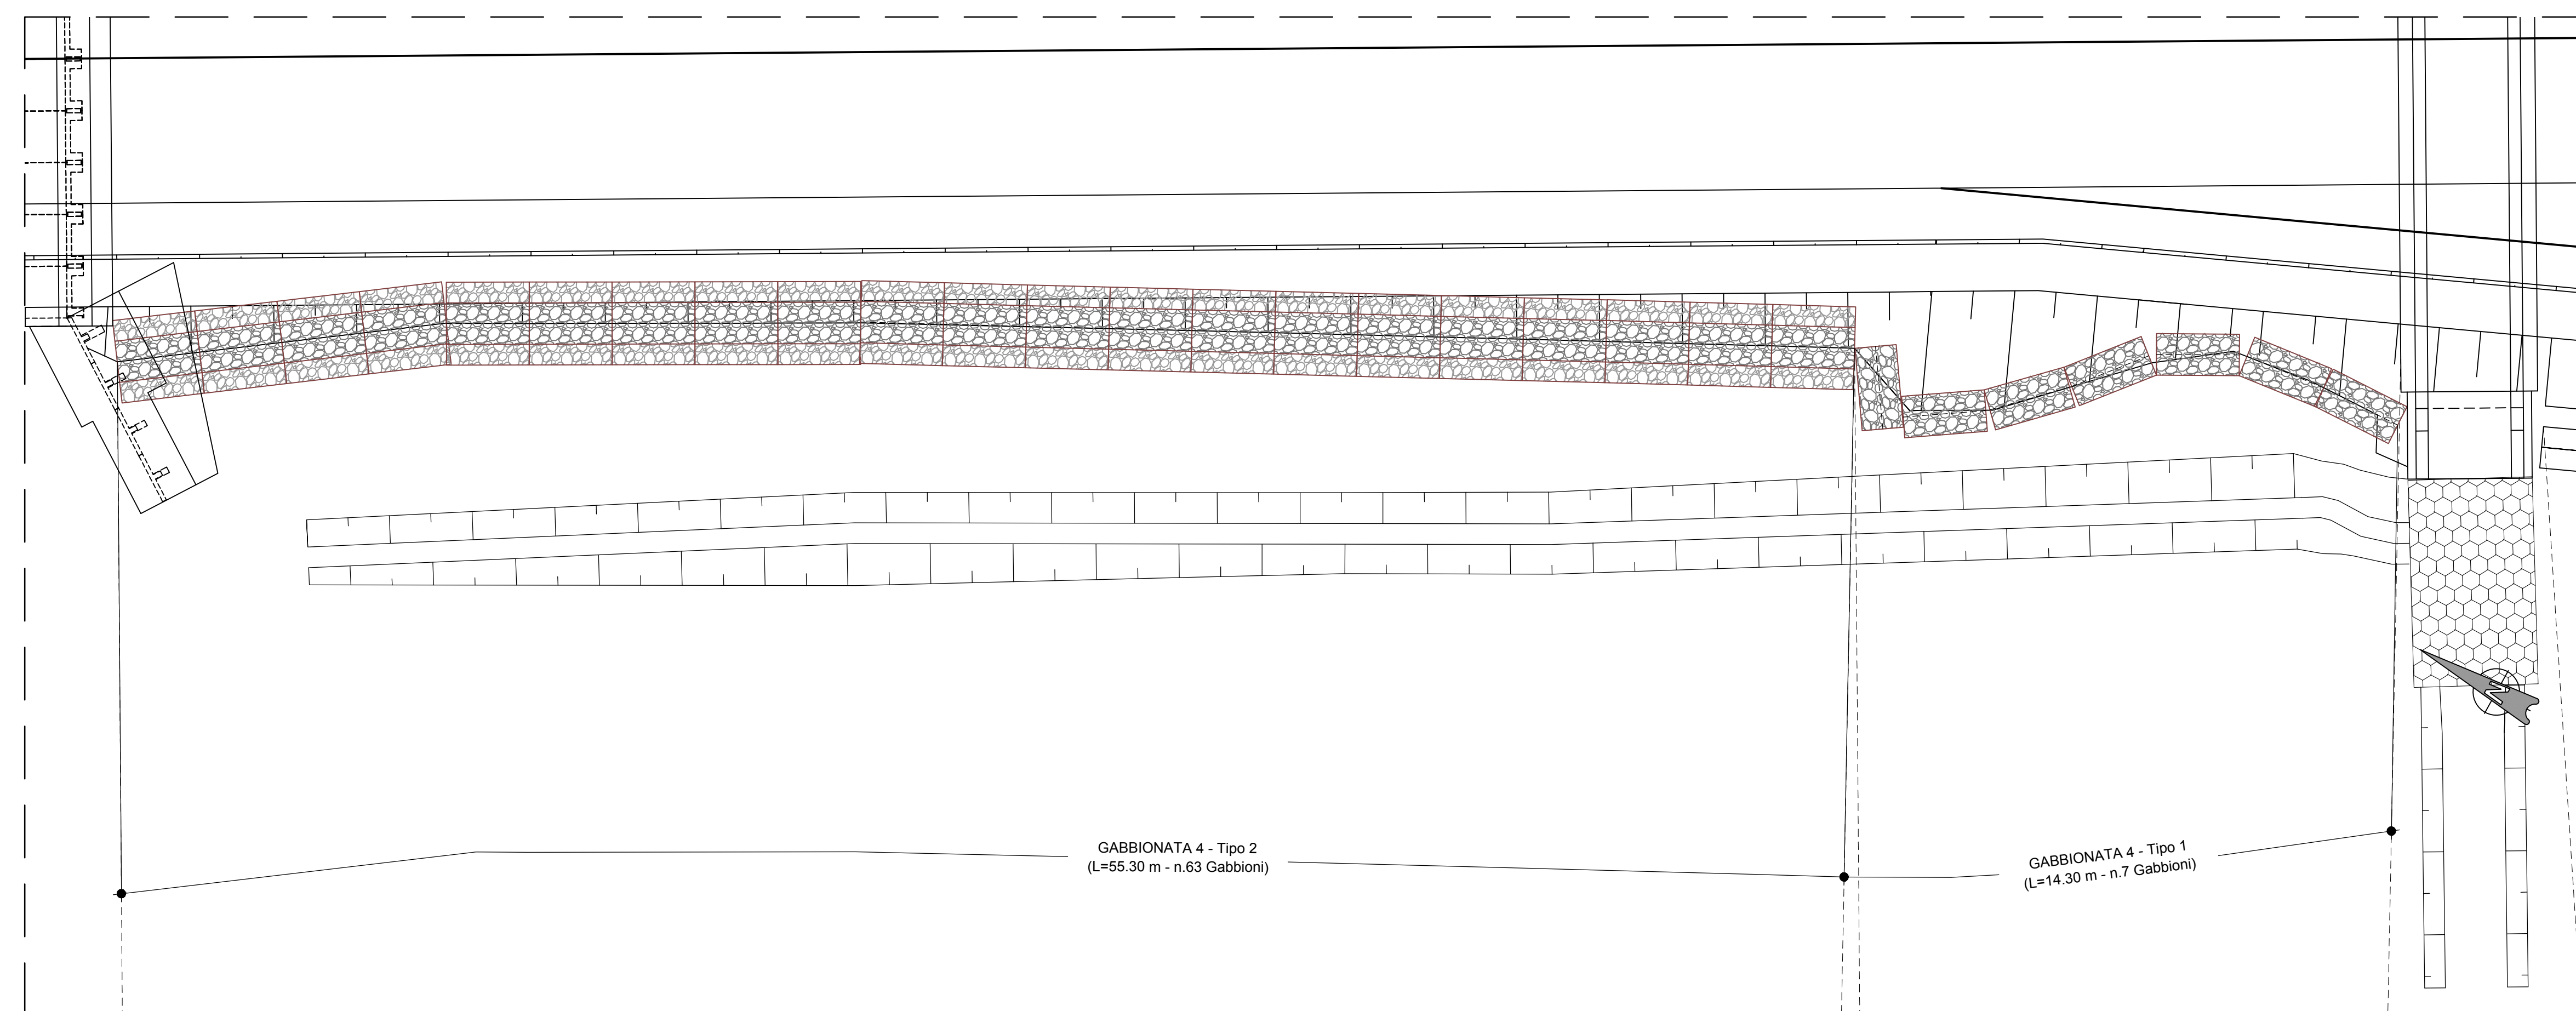 GABBIONATA 4 - Tipo 2
(L=55.30 m - n.63 Gabbioni)
GABBIONATA 4 - Tipo 1
(L=14.30 m - n.7 Gabbioni)
N